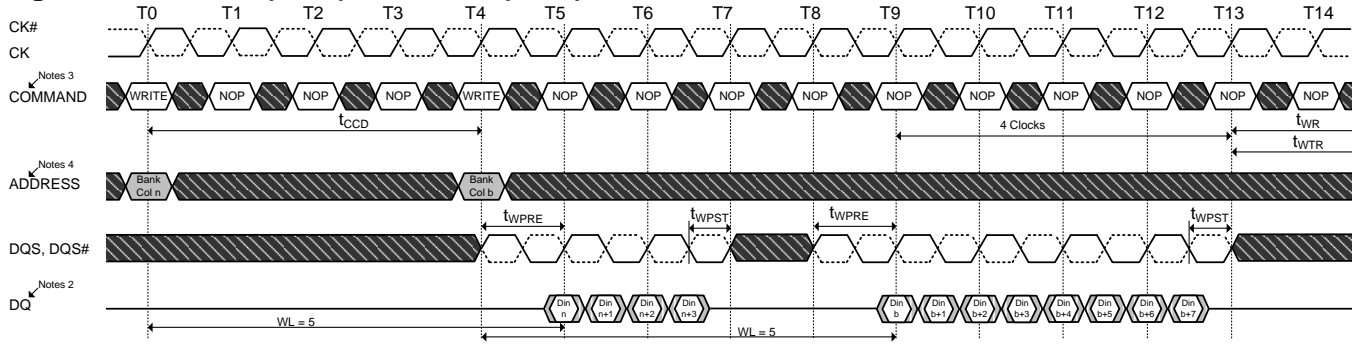 T0 T1 T2 T3 T4 T5 T6 T7 T8 T9 T10 T11 T12 T13 T14
CK#
CK
Notes 3
COMMAND WRITE NOP NOP NOP WRITE NOP NOP NOP NOP NOP NOP NOP NOP NOP NOP
tCCD 4 Clocks tWR
tWTR
Notes 4
ADDRESS Bank Col n Bank Col b
tWPRE tWPST tWPRE tWPST
DQS, DQS#
Notes 2
DQ Din n Din n+1 Din n+2 Din n+3 Din b Din b+1 Din b+2 Din b+3 Din b+4 Din b+5 Din b+6 Din b+7
WL = 5 WL = 5